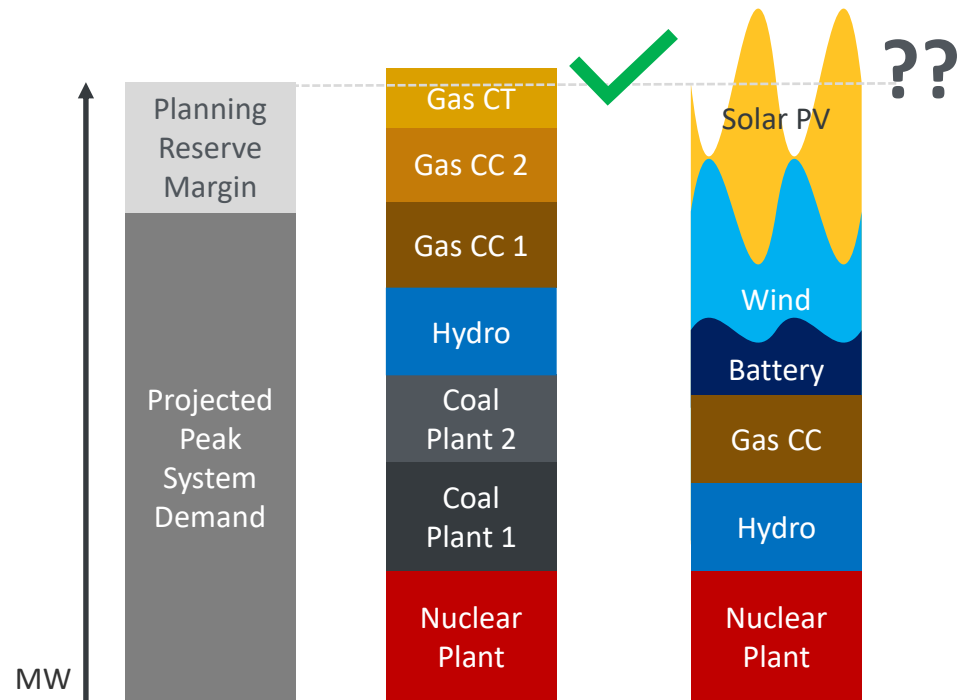 MW
Planning
Reserve
Margin
Projected
Peak
System
Demand
Gas CT
Gas CC 2
Gas CC 1
Hydro
Coal
Plant 2
Coal
Plant 1
Nuclear
Plant
??
Solar PV
Wind
Battery
Gas CC
Hydro
Nuclear
Plant